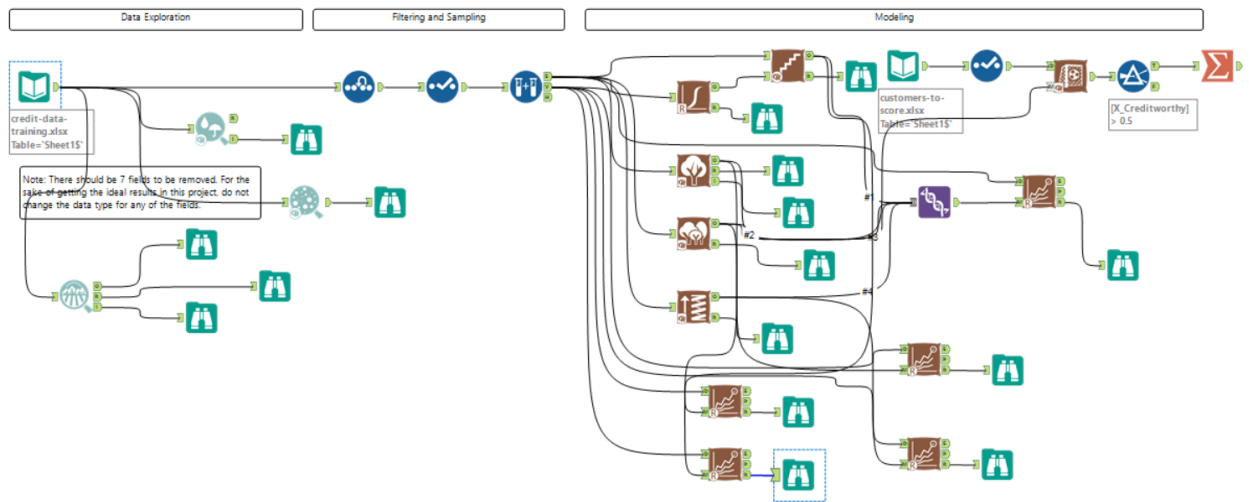 Data Exploration
Filtering and Sampling
Modeling
credit-data-
training.xlsx
Table=`Sheet1$`
Note: There should be 7 fields to be removed. For the
sake of getting the ideal results in this project, do not
change the data type for any of the fields.
customers-to-
score.xlsx
Table=`Sheet1$`
[X_Creditworthy]
> 0.5
#1
#2
#3
#4